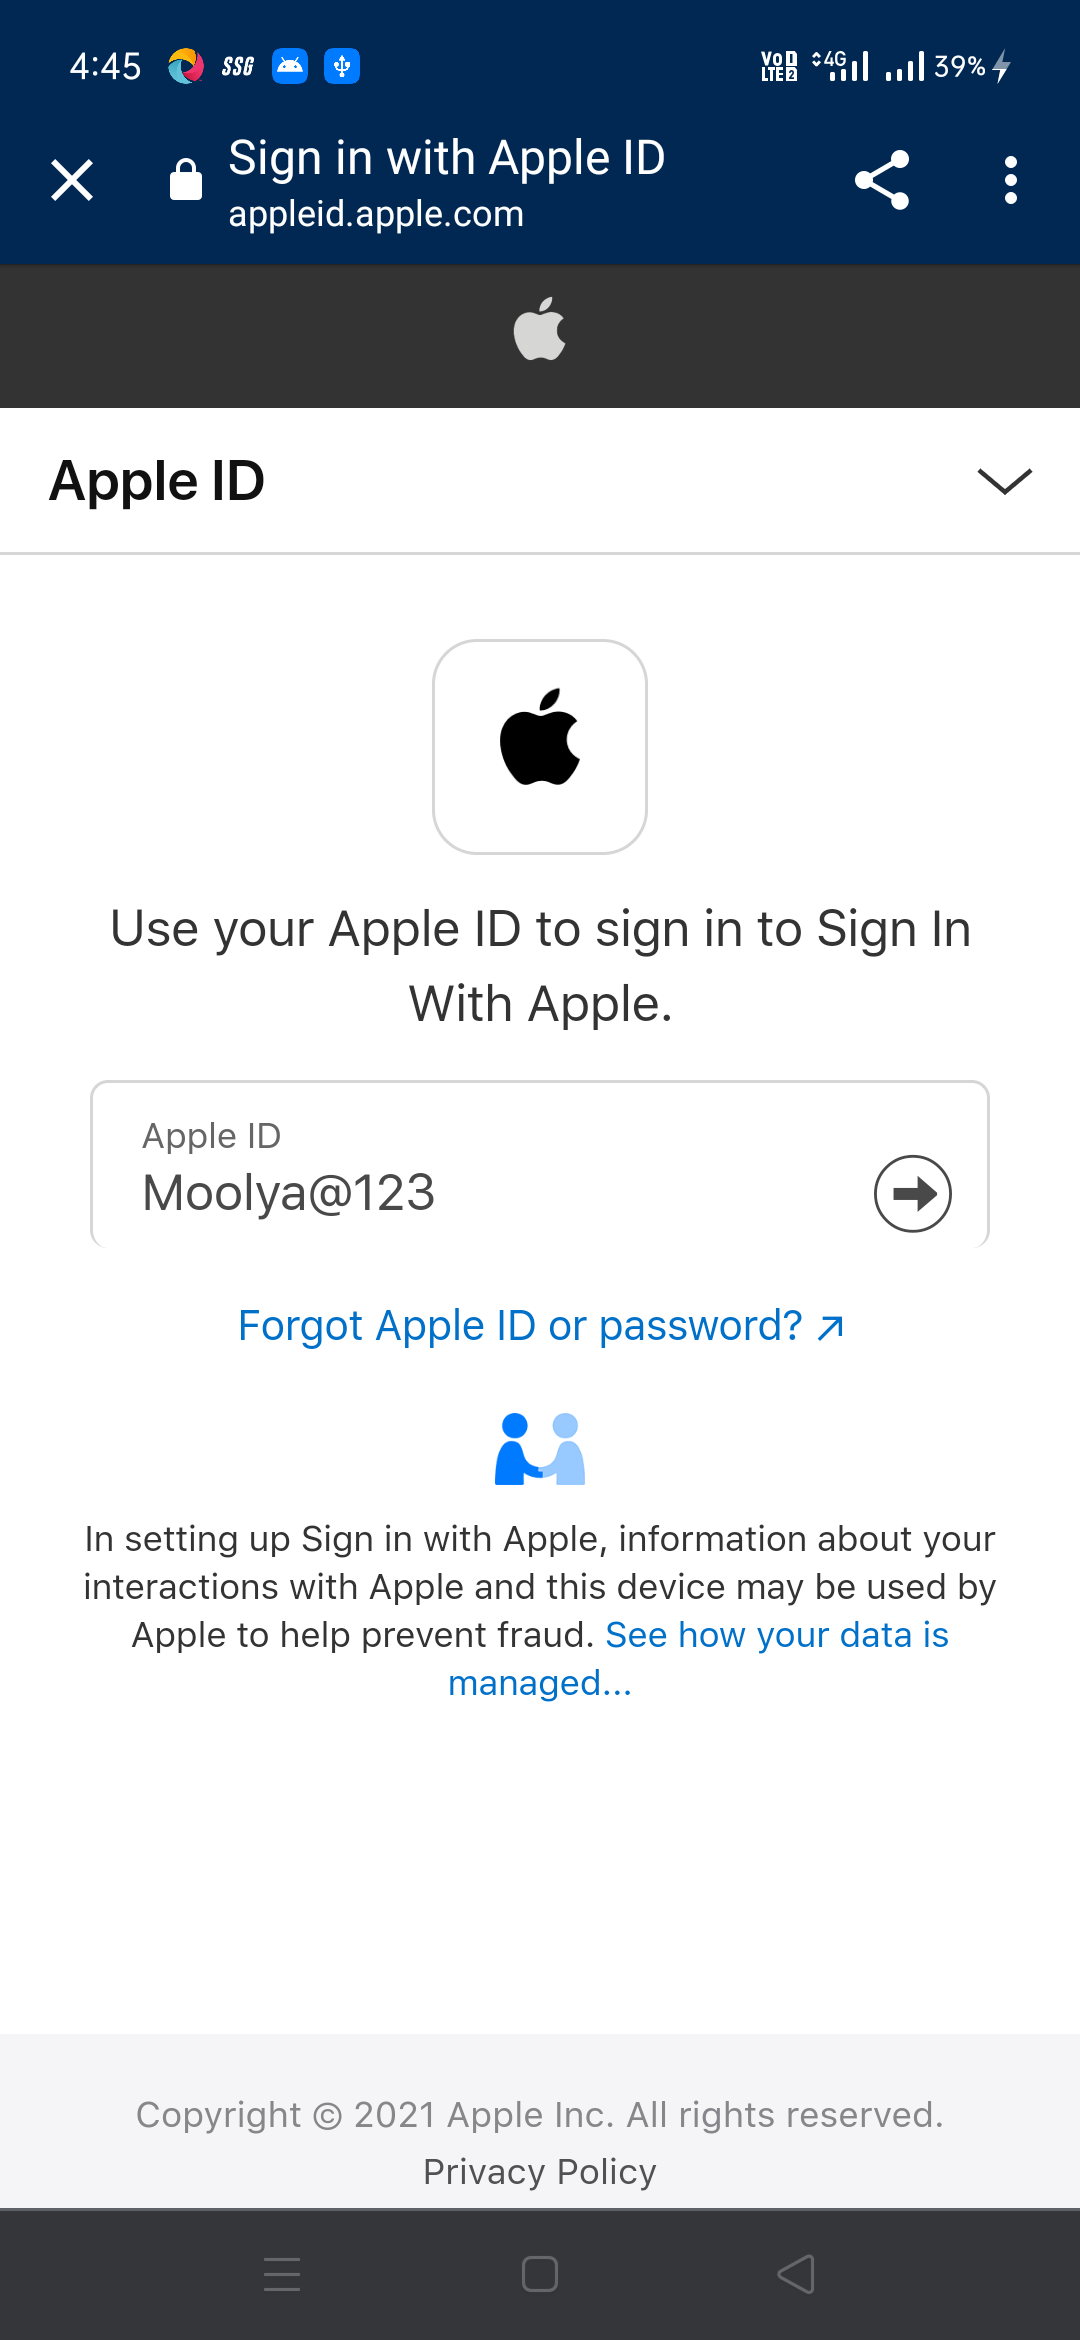 4:45 SSG VoD LTE 2 4G 39%
Sign in with Apple ID
appleid.apple.com
Apple ID
Use your Apple ID to sign in to Sign In
With Apple.
Apple ID
Moolya@123
Forgot Apple ID or password?
In setting up Sign in with Apple, information about your
interactions with Apple and this device may be used by
Apple to help prevent fraud. See how your data is
managed...
Copyright © 2021 Apple Inc. All rights reserved.
Privacy Policy